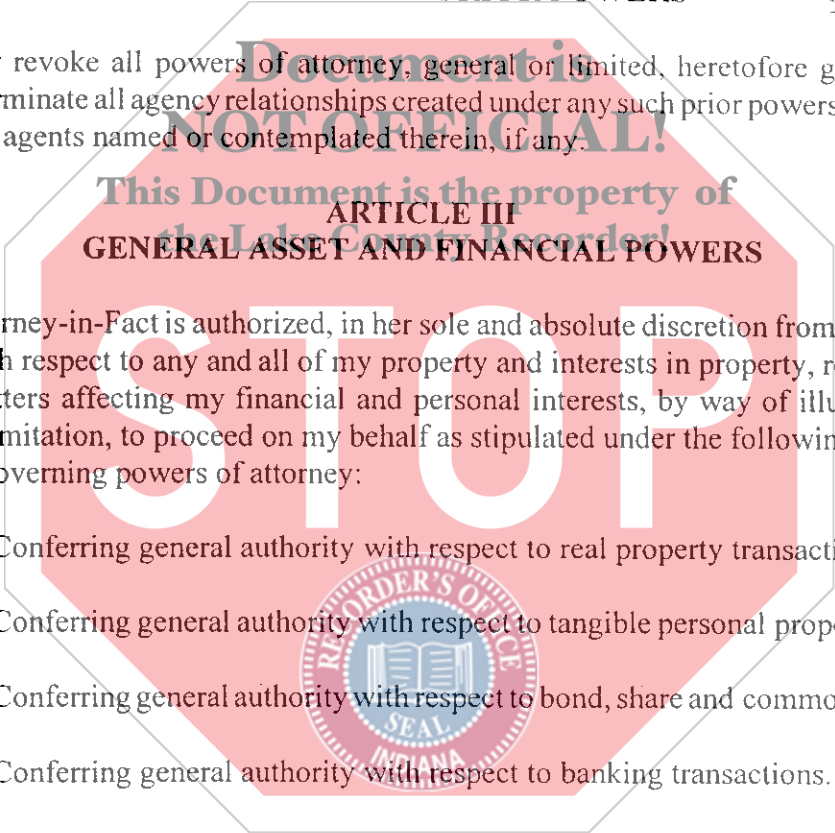 revoke all powers of attorney, general or limited, heretofore g
rminate all agency relationships created under any such prior powers
agents named or contemplated therein, if any.
Document is
NOT OFFICIAL!
This Document is the property of
the Lake County Recorder!
ARTICLE III
GENERAL ASSET AND FINANCIAL POWERS
rney-in-Fact is authorized, in her sole and absolute discretion from
h respect to any and all of my property and interests in property, r
tters affecting my financial and personal interests, by way of illu
mitation, to proceed on my behalf as stipulated under the followin
overning powers of attorney:
STOP
Conferring general authority with respect to real property transacti
Conferring general authority with respect to tangible personal prope
Conferring general authority with respect to bond, share and commo
Conferring general authority with respect to banking transactions.
RECORDER'S OFFICE
SEAL
INDIANA